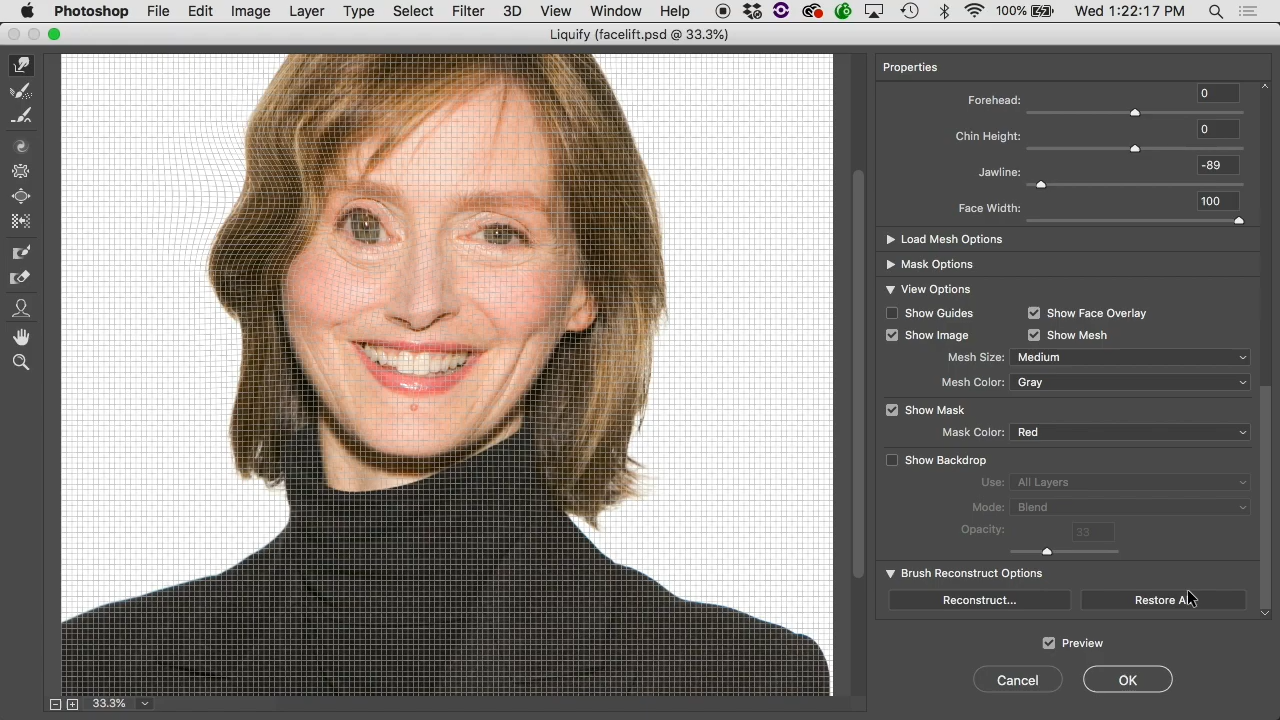 Photoshop File Edit Image Layer Type Select Filter 3D View Window Help 100% Wed 1:22:17 PM
Liquify (facelift.psd @ 33.3%)
Properties
Forehead: 0
Chin Height: 0
Jawline: -89
Face Width: 100
Load Mesh Options
Mask Options
View Options
Show Guides Show Face Overlay
Show Image Show Mesh
Mesh Size: Medium
Mesh Color: Gray
Show Mask
Mask Color: Red
Show Backdrop
Use: All Layers
Mode: Blend
Opacity: 33
Brush Reconstruct Options
Reconstruct... Restore All
Preview
Cancel OK
33.3%